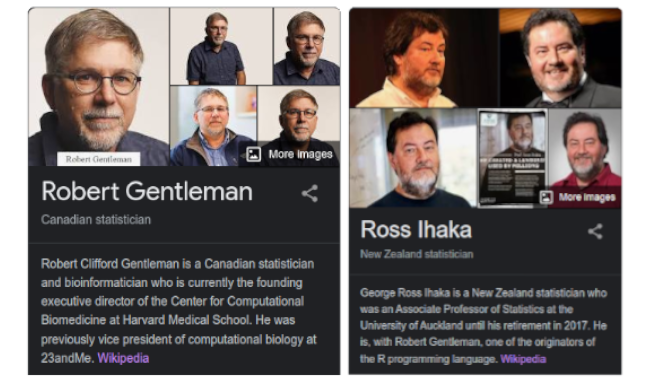 Robert Gentleman
More images
Robert Gentleman
Canadian statistician
Robert Clifford Gentleman is a Canadian statistician
and bioinformatician who is currently the founding
executive director of the Center for Computational
Biomedicine at Harvard Medical School. He was
previously vice president of computational biology at
23andMe. Wikipedia
More images
Ross Ihaka
New Zealand statistician
George Ross Ihaka is a New Zealand statistician who
was an Associate Professor of Statistics at the
University of Auckland until his retirement in 2017. He
is, with Robert Gentleman, one of the originators of
the R programming language. Wikipedia